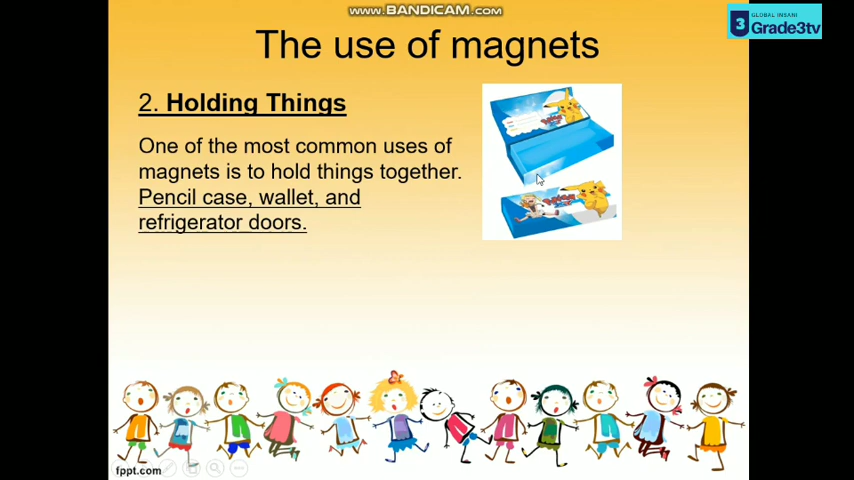 www.BANDICAM.com
GLOBAL INSANI
3 Grade3tv
The use of magnets
2. Holding Things
One of the most common uses of
magnets is to hold things together.
Pencil case, wallet, and
refrigerator doors.
fppt.com